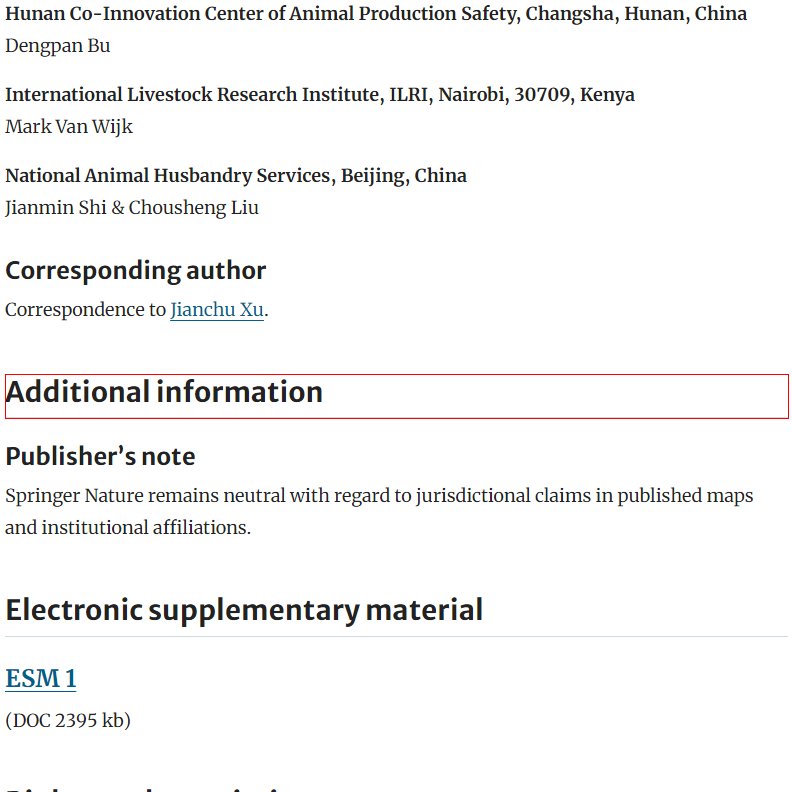 Hunan Co-Innovation Center of Animal Production Safety, Changsha, Hunan, China
Dengpan Bu
International Livestock Research Institute, ILRI, Nairobi, 30709, Kenya
Mark Van Wijk
National Animal Husbandry Services, Beijing, China
Jianmin Shi & Chousheng Liu
Corresponding author
Correspondence to Jianchu Xu.
Additional information
Publisher’s note
Springer Nature remains neutral with regard to jurisdictional claims in published maps
and institutional affiliations.
Electronic supplementary material
ESM 1
(DOC 2395 kb)